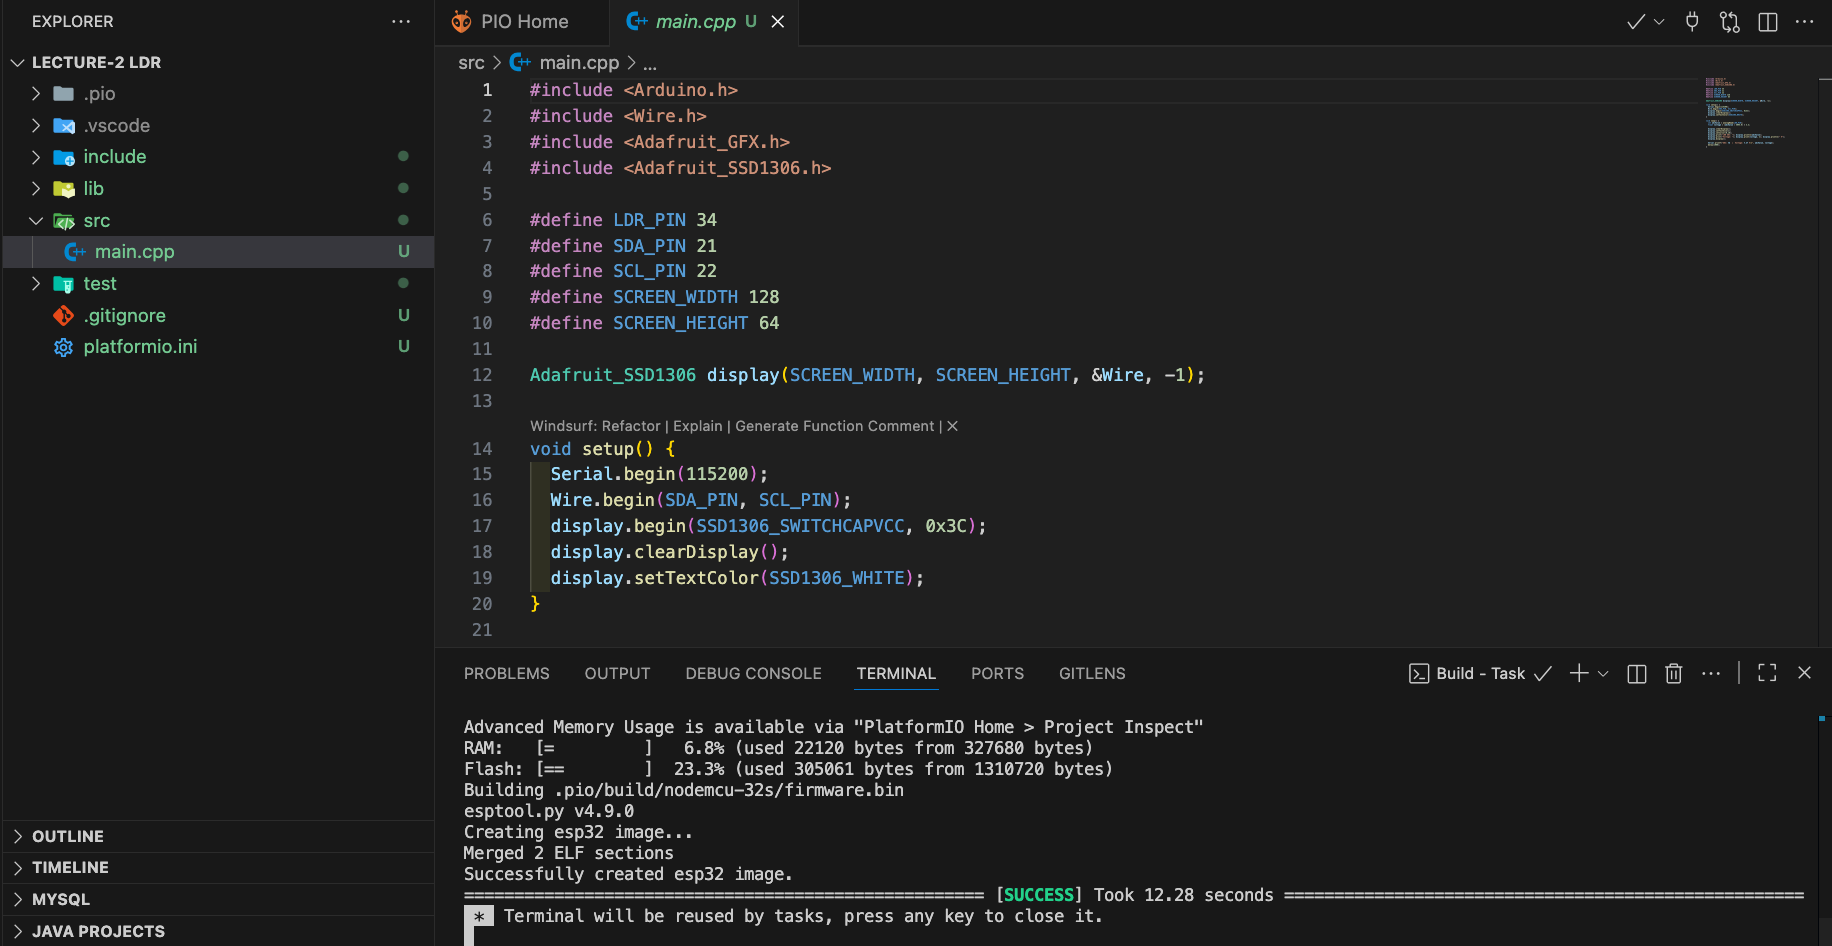 EXPLORER
LECTURE-2 LDR
.pio
.vscode
include
lib
src
main.cpp U
test
.gitignore U
platformio.ini U
OUTLINE
TIMELINE
MYSQL
JAVA PROJECTS
PIO Home
main.cpp U
src > main.cpp > ...
1 #include <Arduino.h>
2 #include <Wire.h>
3 #include <Adafruit_GFX.h>
4 #include <Adafruit_SSD1306.h>
5
6 #define LDR_PIN 34
7 #define SDA_PIN 21
8 #define SCL_PIN 22
9 #define SCREEN_WIDTH 128
10 #define SCREEN_HEIGHT 64
11
12 Adafruit_SSD1306 display(SCREEN_WIDTH, SCREEN_HEIGHT, &Wire, -1);
13
Windsurf: Refactor | Explain | Generate Function Comment | ×
14 void setup() {
15 Serial.begin(115200);
16 Wire.begin(SDA_PIN, SCL_PIN);
17 display.begin(SSD1306_SWITCHCAPVCC, 0x3C);
18 display.clearDisplay();
19 display.setTextColor(SSD1306_WHITE);
20 }
21
PROBLEMS OUTPUT DEBUG CONSOLE TERMINAL PORTS GITLENS Build - Task
Advanced Memory Usage is available via "PlatformIO Home > Project Inspect"
RAM: [= ] 6.8% (used 22120 bytes from 327680 bytes)
Flash: [== ] 23.3% (used 305061 bytes from 1310720 bytes)
Building .pio/build/nodemcu-32s/firmware.bin
esptool.py v4.9.0
Creating esp32 image...
Merged 2 ELF sections
Successfully created esp32 image.
==================================================== [SUCCESS] Took 12.28 seconds ====================================================
* Terminal will be reused by tasks, press any key to close it.